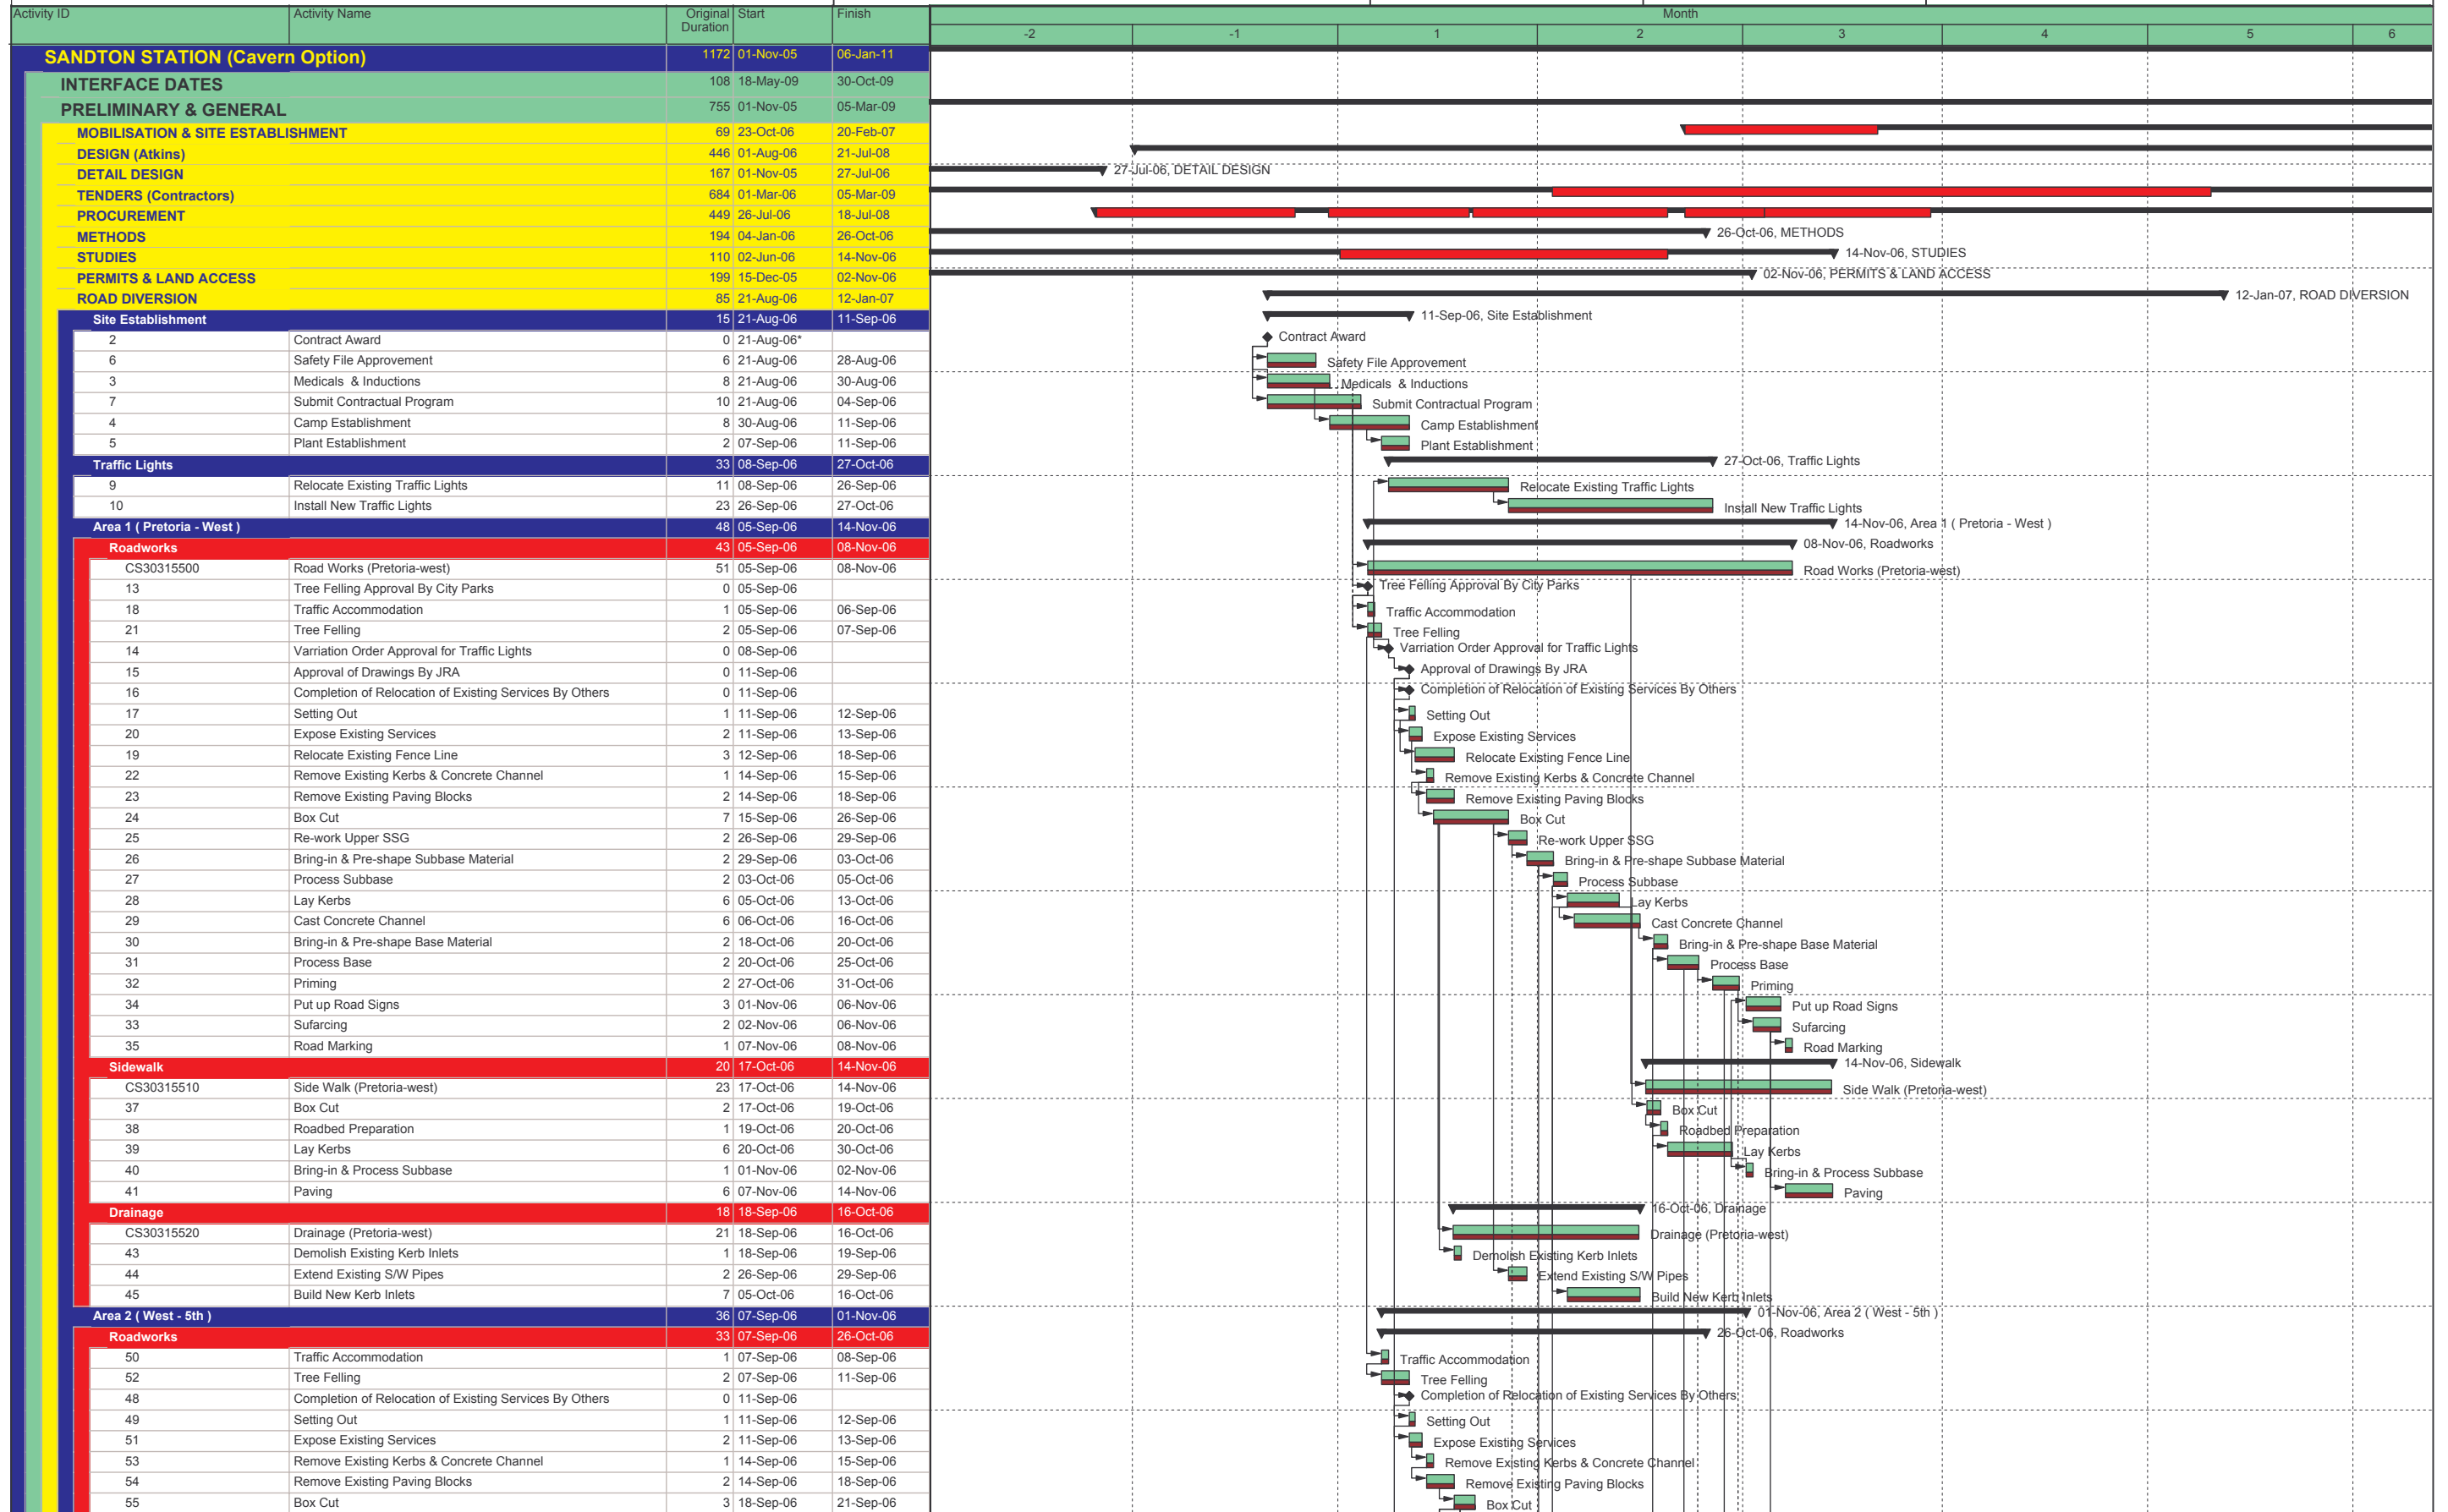 Activity ID Activity Name Original Duration Start Finish Month
-2 -1 1 2 3 4 5 6
SANDTON STATION (Cavern Option) 1172 01-Nov-05 06-Jan-11
INTERFACE DATES 108 18-May-09 30-Oct-09
PRELIMINARY & GENERAL 755 01-Nov-05 05-Mar-09
MOBILISATION & SITE ESTABLISHMENT 69 23-Oct-06 20-Feb-07
DESIGN (Atkins) 446 01-Aug-06 21-Jul-08
DETAIL DESIGN 167 01-Nov-05 27-Jul-06 27-Jul-06, DETAIL DESIGN
TENDERS (Contractors) 684 01-Mar-06 05-Mar-09
PROCUREMENT 449 26-Jul-06 18-Jul-08
METHODS 194 04-Jan-06 26-Oct-06 26-Oct-06, METHODS
STUDIES 110 02-Jun-06 14-Nov-06 14-Nov-06, STUDIES
PERMITS & LAND ACCESS 199 15-Dec-05 02-Nov-06 02-Nov-06, PERMITS & LAND ACCESS
ROAD DIVERSION 85 21-Aug-06 12-Jan-07 12-Jan-07, ROAD DIVERSION
Site Establishment 15 21-Aug-06 11-Sep-06 11-Sep-06, Site Establishment
2 Contract Award 0 21-Aug-06* Contract Award
6 Safety File Approvement 6 21-Aug-06 28-Aug-06 Safety File Approvement
3 Medicals & Inductions 8 21-Aug-06 30-Aug-06 Medicals & Inductions
7 Submit Contractual Program 10 21-Aug-06 04-Sep-06 Submit Contractual Program
4 Camp Establishment 8 30-Aug-06 11-Sep-06 Camp Establishment
5 Plant Establishment 2 07-Sep-06 11-Sep-06 Plant Establishment
Traffic Lights 33 08-Sep-06 27-Oct-06 27-Oct-06, Traffic Lights
9 Relocate Existing Traffic Lights 11 08-Sep-06 26-Sep-06 Relocate Existing Traffic Lights
10 Install New Traffic Lights 23 26-Sep-06 27-Oct-06 Install New Traffic Lights
Area 1 ( Pretoria - West ) 48 05-Sep-06 14-Nov-06 14-Nov-06, Area 1 ( Pretoria - West )
Roadworks 43 05-Sep-06 08-Nov-06 08-Nov-06, Roadworks
CS30315500 Road Works (Pretoria-west) 51 05-Sep-06 08-Nov-06 Road Works (Pretoria-west)
13 Tree Felling Approval By City Parks 0 05-Sep-06 Tree Felling Approval By City Parks
18 Traffic Accommodation 1 05-Sep-06 06-Sep-06 Traffic Accommodation
21 Tree Felling 2 05-Sep-06 07-Sep-06 Tree Felling
14 Varriation Order Approval for Traffic Lights 0 08-Sep-06 Varriation Order Approval for Traffic Lights
15 Approval of Drawings By JRA 0 11-Sep-06 Approval of Drawings By JRA
16 Completion of Relocation of Existing Services By Others 0 11-Sep-06 Completion of Relocation of Existing Services By Others
17 Setting Out 1 11-Sep-06 12-Sep-06 Setting Out
20 Expose Existing Services 2 11-Sep-06 13-Sep-06 Expose Existing Services
19 Relocate Existing Fence Line 3 12-Sep-06 18-Sep-06 Relocate Existing Fence Line
22 Remove Existing Kerbs & Concrete Channel 1 14-Sep-06 15-Sep-06 Remove Existing Kerbs & Concrete Channel
23 Remove Existing Paving Blocks 2 14-Sep-06 18-Sep-06 Remove Existing Paving Blocks
24 Box Cut 7 15-Sep-06 26-Sep-06 Box Cut
25 Re-work Upper SSG 2 26-Sep-06 29-Sep-06 Re-work Upper SSG
26 Bring-in & Pre-shape Subbase Material 2 29-Sep-06 03-Oct-06 Bring-in & Pre-shape Subbase Material
27 Process Subbase 2 03-Oct-06 05-Oct-06 Process Subbase
28 Lay Kerbs 6 05-Oct-06 13-Oct-06 Lay Kerbs
29 Cast Concrete Channel 6 06-Oct-06 16-Oct-06 Cast Concrete Channel
30 Bring-in & Pre-shape Base Material 2 18-Oct-06 20-Oct-06 Bring-in & Pre-shape Base Material
31 Process Base 2 20-Oct-06 25-Oct-06 Process Base
32 Priming 2 27-Oct-06 31-Oct-06 Priming
34 Put up Road Signs 3 01-Nov-06 06-Nov-06 Put up Road Signs
33 Sufarcing 2 02-Nov-06 06-Nov-06 Sufarcing
35 Road Marking 1 07-Nov-06 08-Nov-06 Road Marking
Sidewalk 20 17-Oct-06 14-Nov-06 14-Nov-06, Sidewalk
CS30315510 Side Walk (Pretoria-west) 23 17-Oct-06 14-Nov-06 Side Walk (Pretoria-west)
37 Box Cut 2 17-Oct-06 19-Oct-06 Box Cut
38 Roadbed Preparation 1 19-Oct-06 20-Oct-06 Roadbed Preparation
39 Lay Kerbs 6 20-Oct-06 30-Oct-06 Lay Kerbs
40 Bring-in & Process Subbase 1 01-Nov-06 02-Nov-06 Bring-in & Process Subbase
41 Paving 6 07-Nov-06 14-Nov-06 Paving
Drainage 18 18-Sep-06 16-Oct-06 16-Oct-06, Drainage
CS30315520 Drainage (Pretoria-west) 21 18-Sep-06 16-Oct-06 Drainage (Pretoria-west)
43 Demolish Existing Kerb Inlets 1 18-Sep-06 19-Sep-06 Demolish Existing Kerb Inlets
44 Extend Existing S/W Pipes 2 26-Sep-06 29-Sep-06 Extend Existing S/W Pipes
45 Build New Kerb Inlets 7 05-Oct-06 16-Oct-06 Build New Kerb Inlets
Area 2 ( West - 5th ) 36 07-Sep-06 01-Nov-06 01-Nov-06, Area 2 ( West - 5th )
Roadworks 33 07-Sep-06 26-Oct-06 26-Oct-06, Roadworks
50 Traffic Accommodation 1 07-Sep-06 08-Sep-06 Traffic Accommodation
52 Tree Felling 2 07-Sep-06 11-Sep-06 Tree Felling
48 Completion of Relocation of Existing Services By Others 0 11-Sep-06 Completion of Relocation of Existing Services By Others
49 Setting Out 1 11-Sep-06 12-Sep-06 Setting Out
51 Expose Existing Services 2 11-Sep-06 13-Sep-06 Expose Existing Services
53 Remove Existing Kerbs & Concrete Channel 1 14-Sep-06 15-Sep-06 Remove Existing Kerbs & Concrete Channel
54 Remove Existing Paving Blocks 2 14-Sep-06 18-Sep-06 Remove Existing Paving Blocks
55 Box Cut 3 18-Sep-06 21-Sep-06 Box Cut